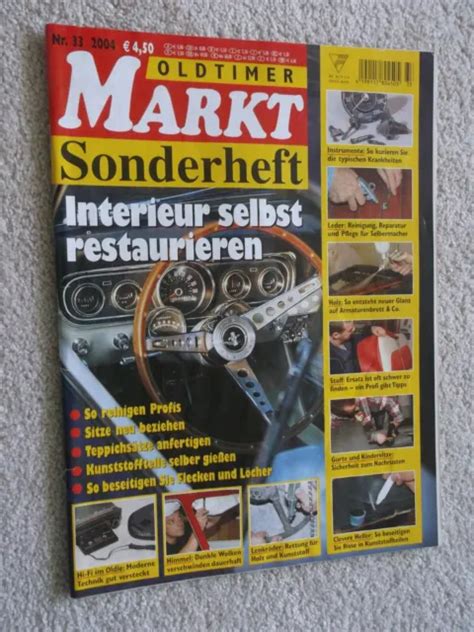 Nr. 33 2004 € 4,50
OLDTIMER
MARKT
Sonderheft
Interieur selbst
restaurieren
So reinigen Profis
Sitze neu beziehen
Teppichsätze anfertigen
Kunststoffteile selber gießen
So beseitigen Sie Flecken und Löcher
Instrumente: So kurieren Sie
die typischen Krankheiten
Leder: Reinigung, Reparatur
und Pflege für Selbermacher
Holz: So entsteht neuer Glanz
auf Armaturenbrett & Co.
Stoff: Ersatz ist oft schwer zu
finden – ein Profi gibt Tipps
Gurte und Kindersitze:
Sicherheit zum Nachrüsten
Clevere Helfer: So beseitigen
Sie Risse in Kunststoffteilen
Hi-Fi im Oldie: Moderne
Technik gut versteckt
Himmel: Dunkle Wolken
verschwinden dauerhaft
Lenkräder: Rettung für
Holz und Kunststoff